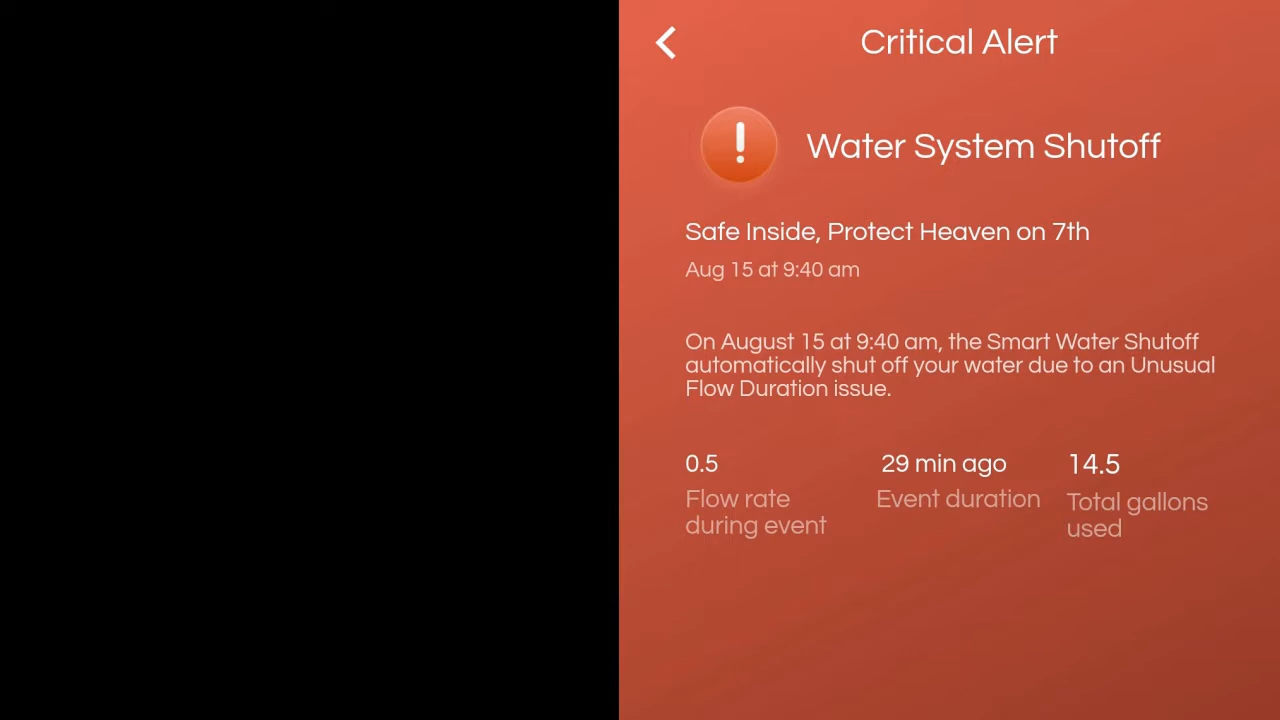 Critical Alert
Water System Shutoff
Safe Inside, Protect Heaven on 7th
Aug 15 at 9:40 am
On August 15 at 9:40 am, the Smart Water Shutoff
automatically shut off your water due to an Unusual
Flow Duration issue.
0.5
Flow rate
during event
29 min ago
Event duration
14.5
Total gallons
used